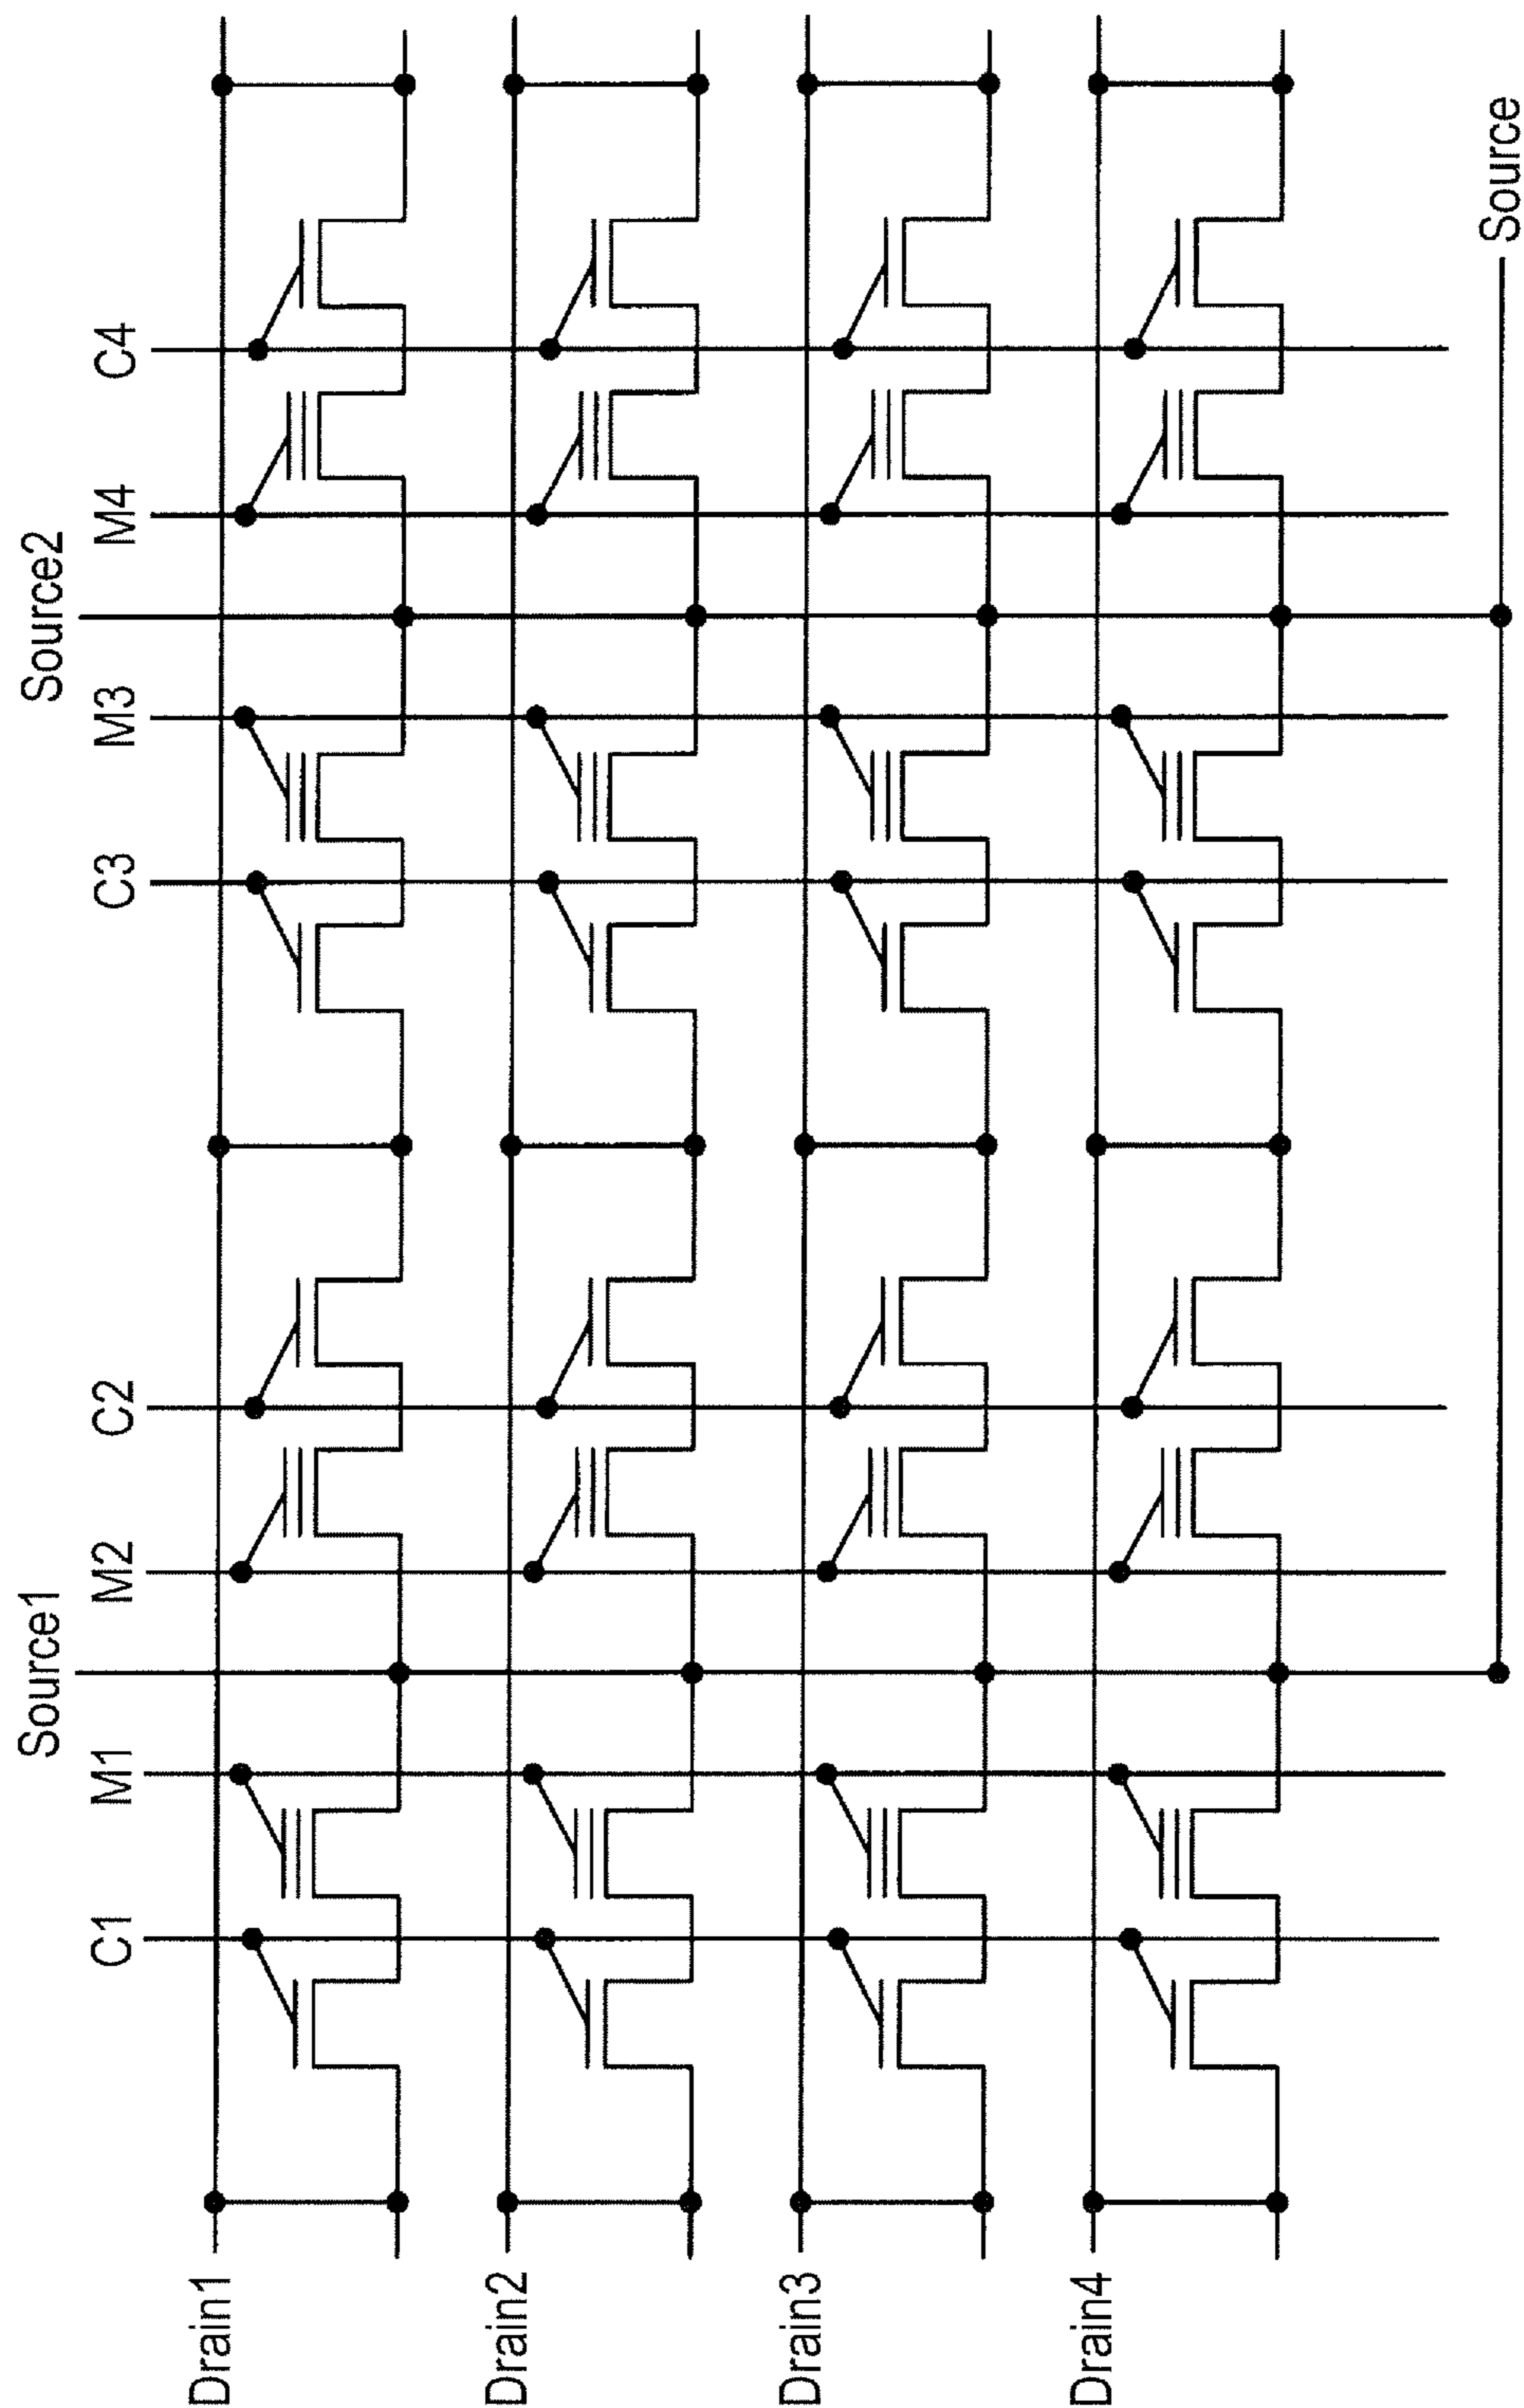 Source1
Source2
C1
M1
M2
C2
C3
M3
M4
C4
Drain1
Drain2
Drain3
Drain4
Source